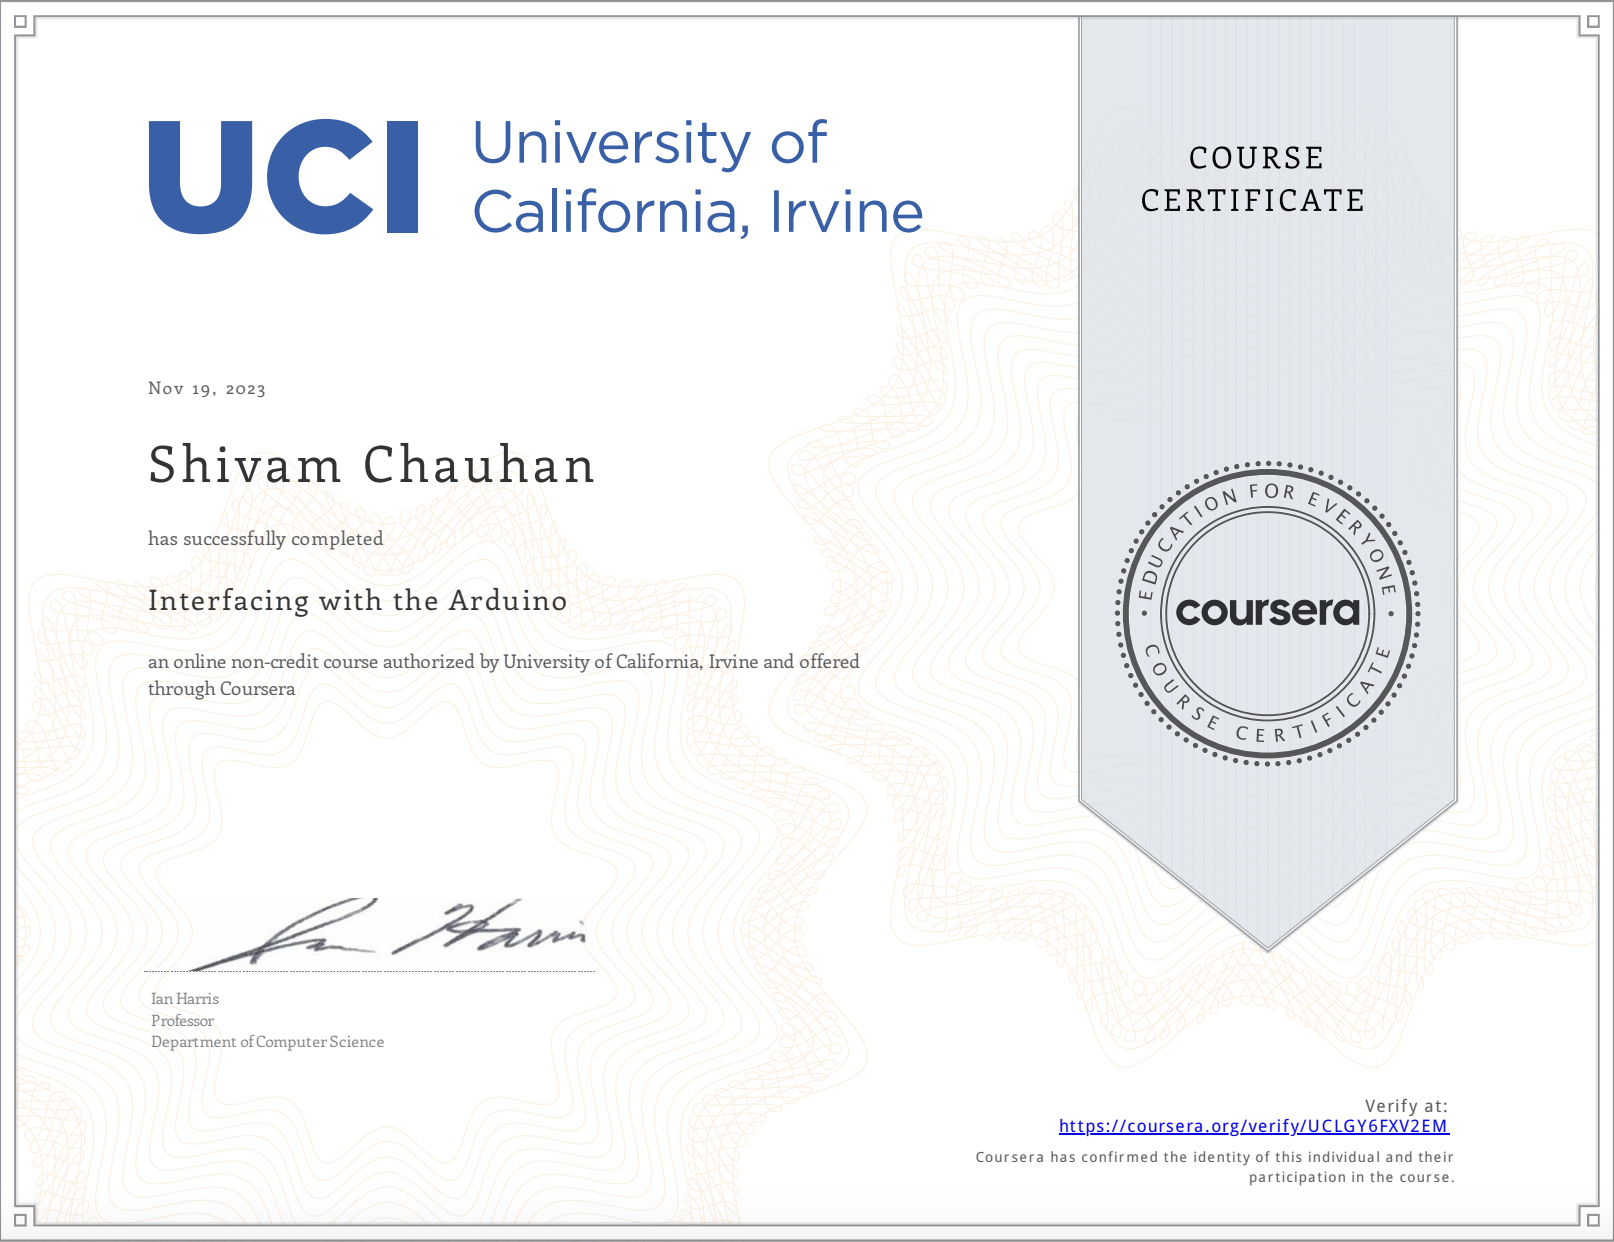 UCI
University of
California, Irvine
COURSE
CERTIFICATE
Nov 19, 2023
Shivam Chauhan
has successfully completed
Interfacing with the Arduino
an online non-credit course authorized by University of California, Irvine and offered
through Coursera
EDUCATION FOR EVERYONE
coursera
COURSE CERTIFICATE
Ian Harris
Ian Harris
Professor
Department of Computer Science
Verify at:
https://coursera.org/verify/UCLGY6FXV2EM
Coursera has confirmed the identity of this individual and their
participation in the course.